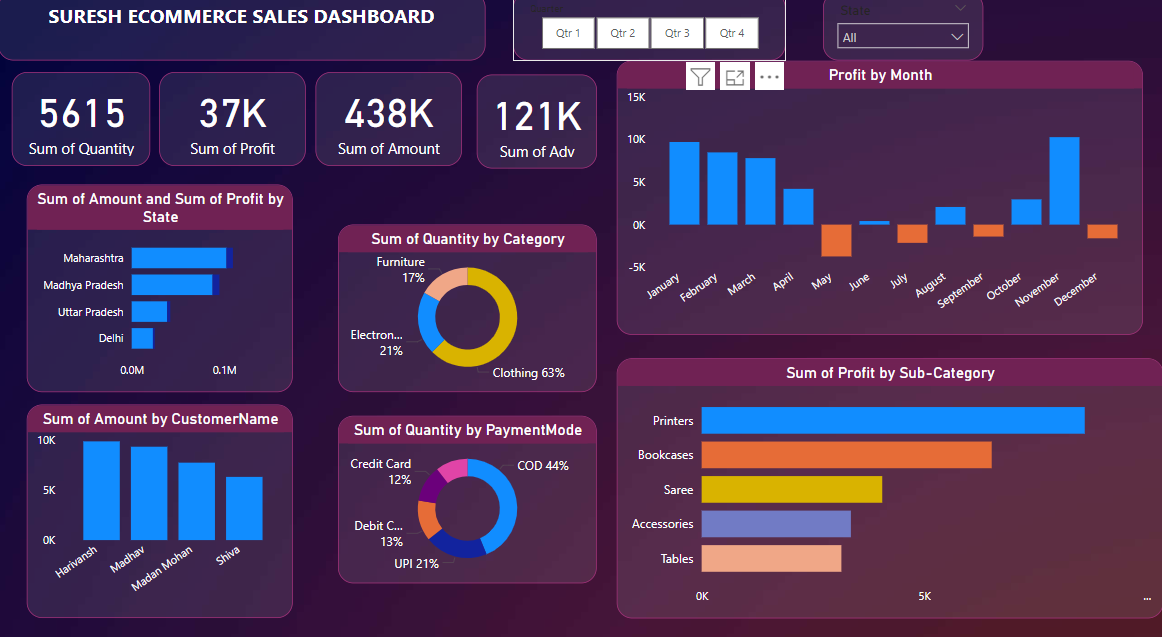 SURESH ECOMMERCE SALES DASHBOARD
Qtr 1
Qtr 2
Qtr 3
Qtr 4
State
All
5615
Sum of Quantity
37K
Sum of Profit
438K
Sum of Amount
121K
Sum of Adv
Profit by Month
15K
10K
5K
0K
-5K
January
February
March
April
May
June
July
August
September
October
November
December
Sum of Amount and Sum of Profit by
State
Maharashtra
Madhya Pradesh
Uttar Pradesh
Delhi
0.0M
0.1M
Sum of Quantity by Category
Furniture
17%
Electron...
21%
Clothing 63%
Sum of Profit by Sub-Category
Printers
Bookcases
Saree
Accessories
Tables
0K
5K
...
Sum of Amount by CustomerName
10K
5K
0K
Harivansh
Madhav
Madan Mohan
Shiva
Sum of Quantity by PaymentMode
Credit Card
12%
COD 44%
Debit C...
13%
UPI 21%